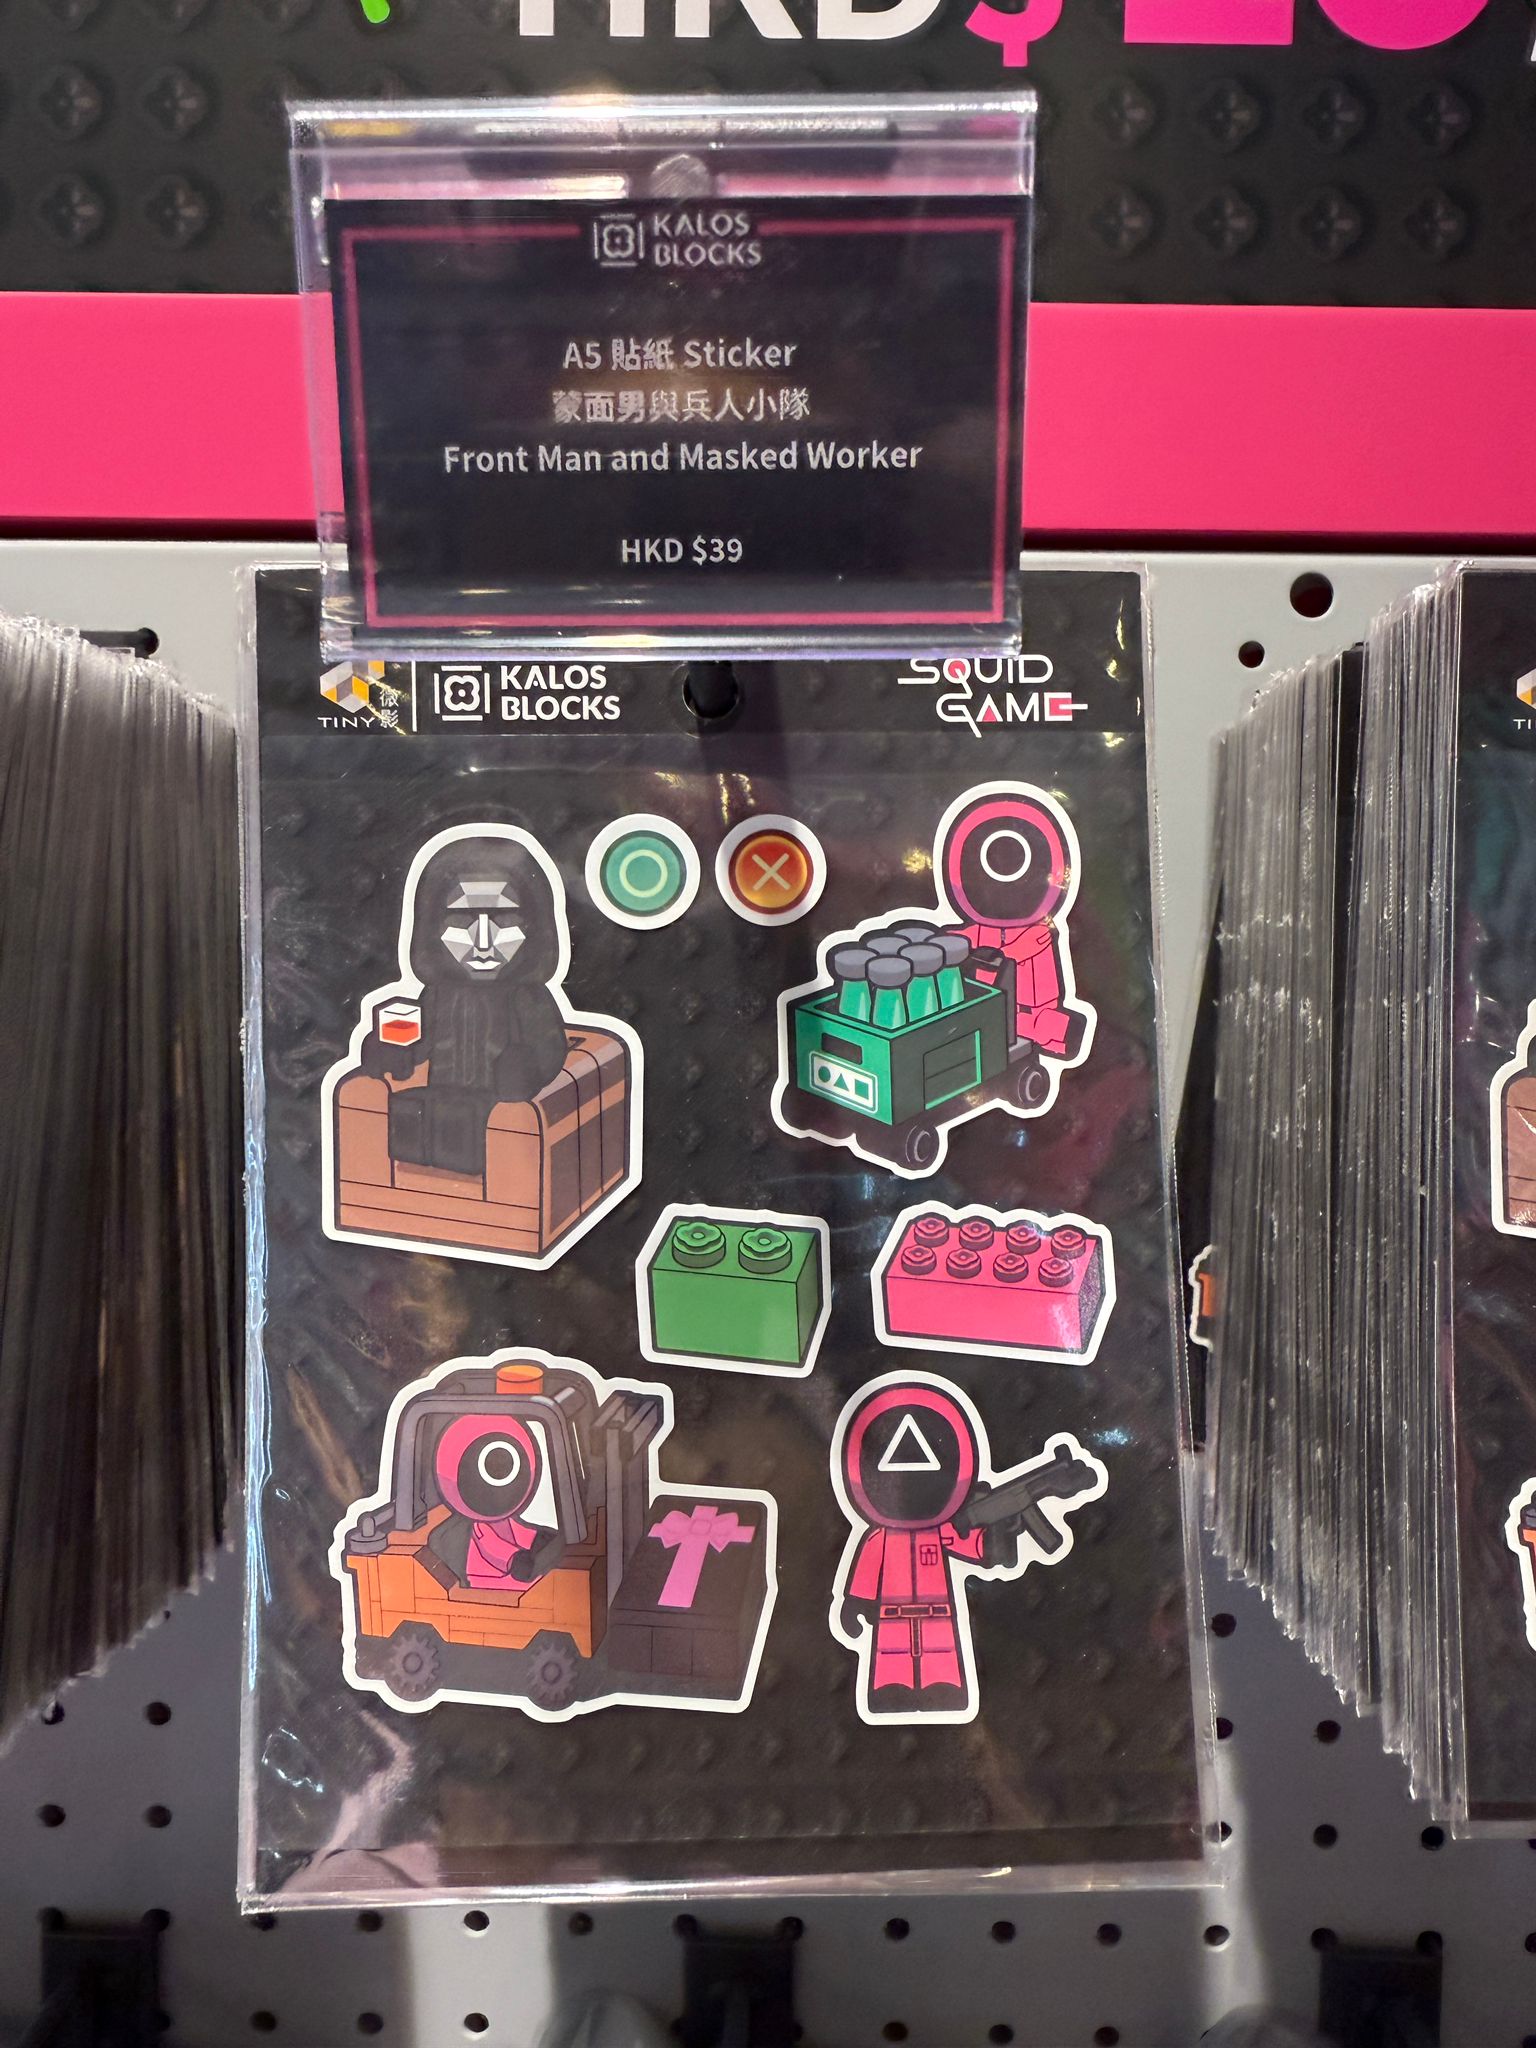 HKD$
KALOS
BLOCKS
A5 貼紙 Sticker
蒙面男與兵人小隊
Front Man and Masked Worker
HKD $39
TINY 微影
KALOS
BLOCKS
SQUID
GAME